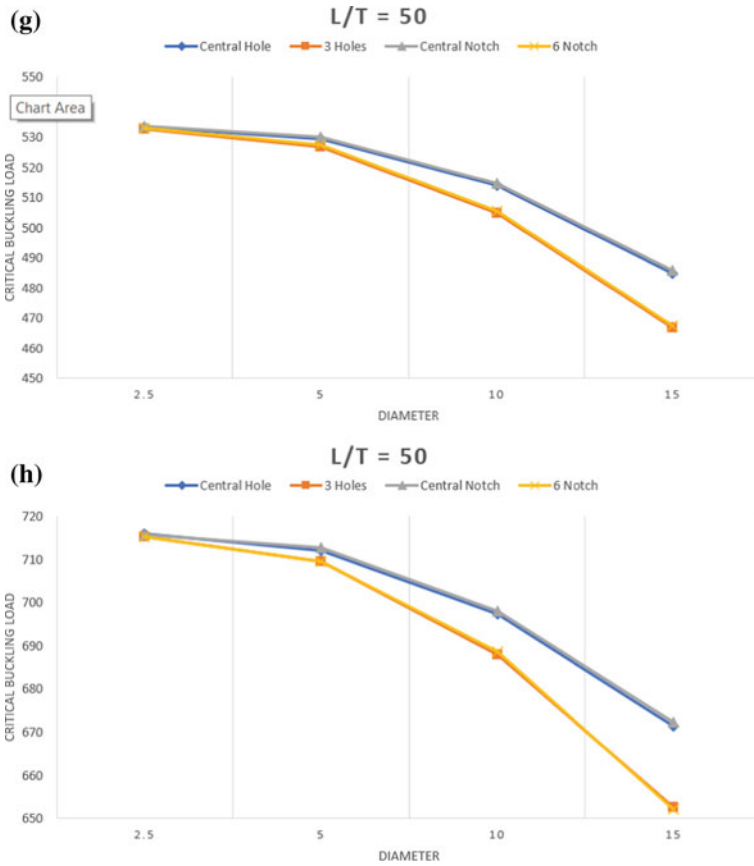 (g)
L/T = 50
Central Hole 3 Holes Central Notch 6 Notch
550
Chart Area
530
520
510
500
490
480
470
460
450
CRITICAL BUCKLING LOAD
2.5 5 10 15
DIAMETER
(h)
L/T = 50
Central Hole 3 Holes Central Notch 6 Notch
720
710
700
690
680
670
660
650
CRITICAL BUCKLING LOAD
2.5 5 10 15
DIAMETER